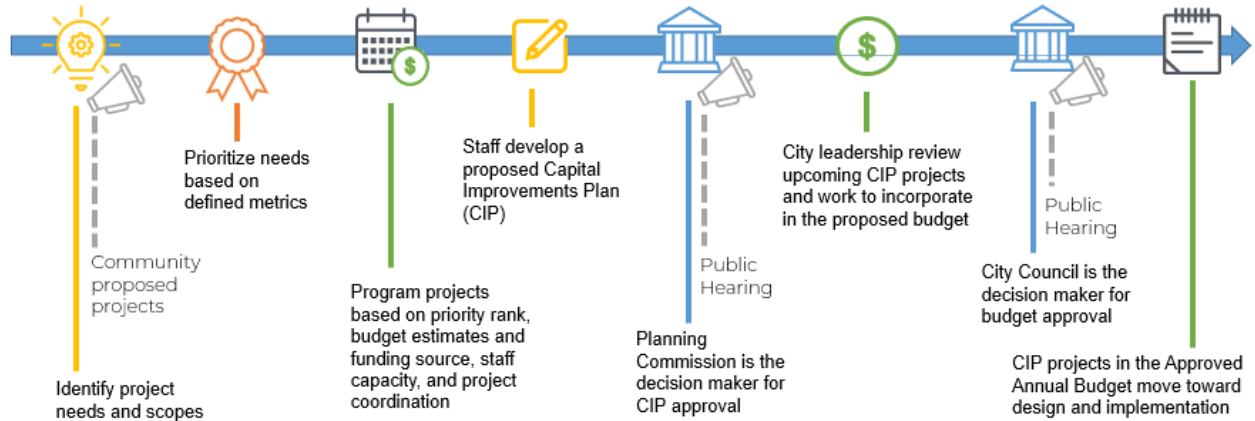 Identify project
needs and scopes
Community
proposed
projects
Prioritize needs
based on
defined metrics
$
Program projects
based on priority rank,
budget estimates and
funding source, staff
capacity, and project
coordination
Staff develop a
proposed Capital
Improvements Plan
(CIP)
Planning
Commission is the
decision maker for
CIP approval
Public
Hearing
$
City leadership review
upcoming CIP projects
and work to incorporate
in the proposed budget
City Council is the
decision maker for
budget approval
Public
Hearing
CIP projects in the Approved
Annual Budget move toward
design and implementation